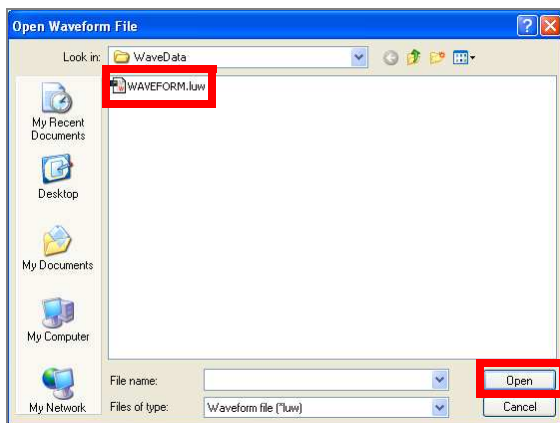 Open Waveform File
Look in: WaveData
WAVEFORM.luw
My Recent
Documents
Desktop
My Documents
My Computer
My Network
File name:
Open
Files of type: Waveform file (*luw)
Cancel